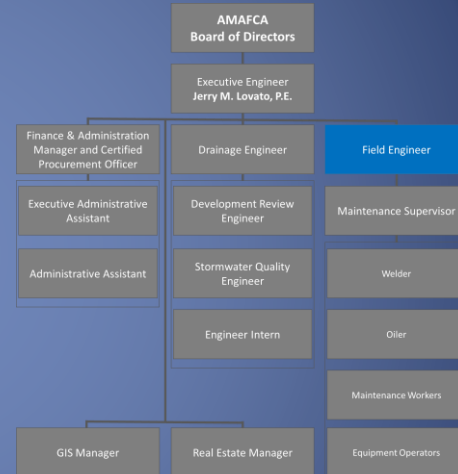 AMAFCA
Board of Directors
Executive Engineer
Jerry M. Lovato, P.E.
Finance & Administration
Manager and Certified
Procurement Officer
Drainage Engineer
Field Engineer
Executive Administrative
Assistant
Development Review
Engineer
Maintenance Supervisor
Administrative Assistant
Stormwater Quality
Engineer
Welder
Engineer Intern
Oiler
Maintenance Workers
GIS Manager
Real Estate Manager
Equipment Operators